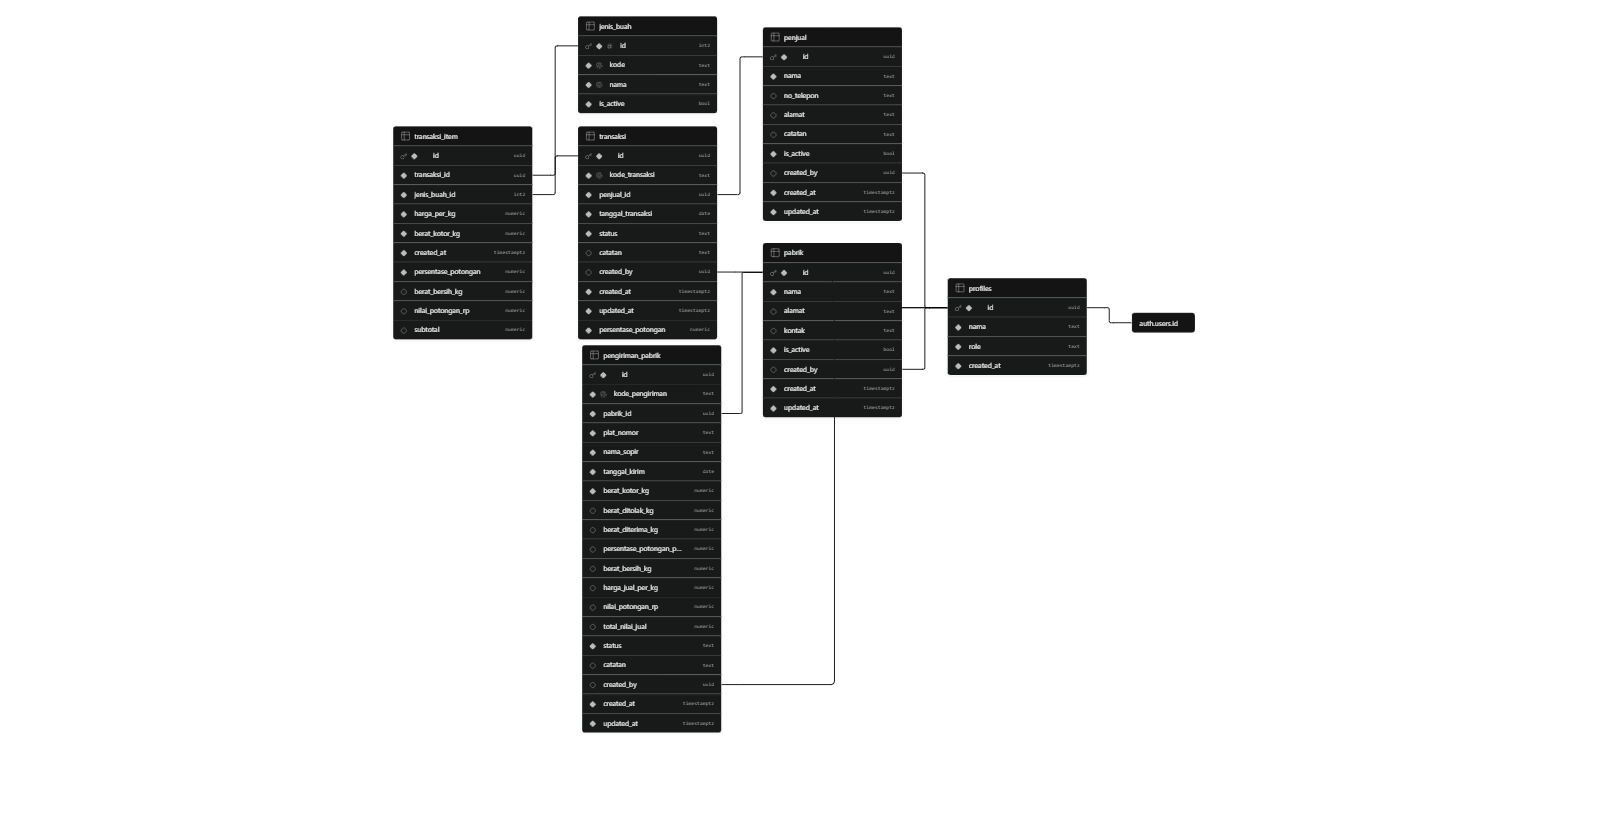 jenis_buah
id int2
kode text
nama text
is_active bool
penjual
id uuid
nama text
no_telepon text
alamat text
catatan text
is_active bool
created_by uuid
created_at timestamptz
updated_at timestamptz
transaksi_item
id uuid
transaksi_id uuid
jenis_buah_id int2
harga_per_kg numeric
berat_kotor_kg numeric
created_at timestamptz
persentase_potongan numeric
berat_bersih_kg numeric
nilai_potongan_rp numeric
subtotal numeric
transaksi
id uuid
kode_transaksi text
penjual_id uuid
tanggal_transaksi date
status text
catatan text
created_by uuid
created_at timestamptz
updated_at timestamptz
persentase_potongan numeric
pabrik
id uuid
nama text
alamat text
kontak text
is_active bool
created_by uuid
created_at timestamptz
updated_at timestamptz
profiles
id uuid
nama text
role text
created_at timestamptz
auth.users.id
pengiriman_pabrik
id uuid
kode_pengiriman text
pabrik_id uuid
plat_nomor text
nama_sopir text
tanggal_kirim date
berat_kotor_kg numeric
berat_ditolak_kg numeric
berat_diterima_kg numeric
persentase_potongan_p... numeric
berat_bersih_kg numeric
harga_jual_per_kg numeric
nilai_potongan_rp numeric
total_nilai_jual numeric
status text
catatan text
created_by uuid
created_at timestamptz
updated_at timestamptz